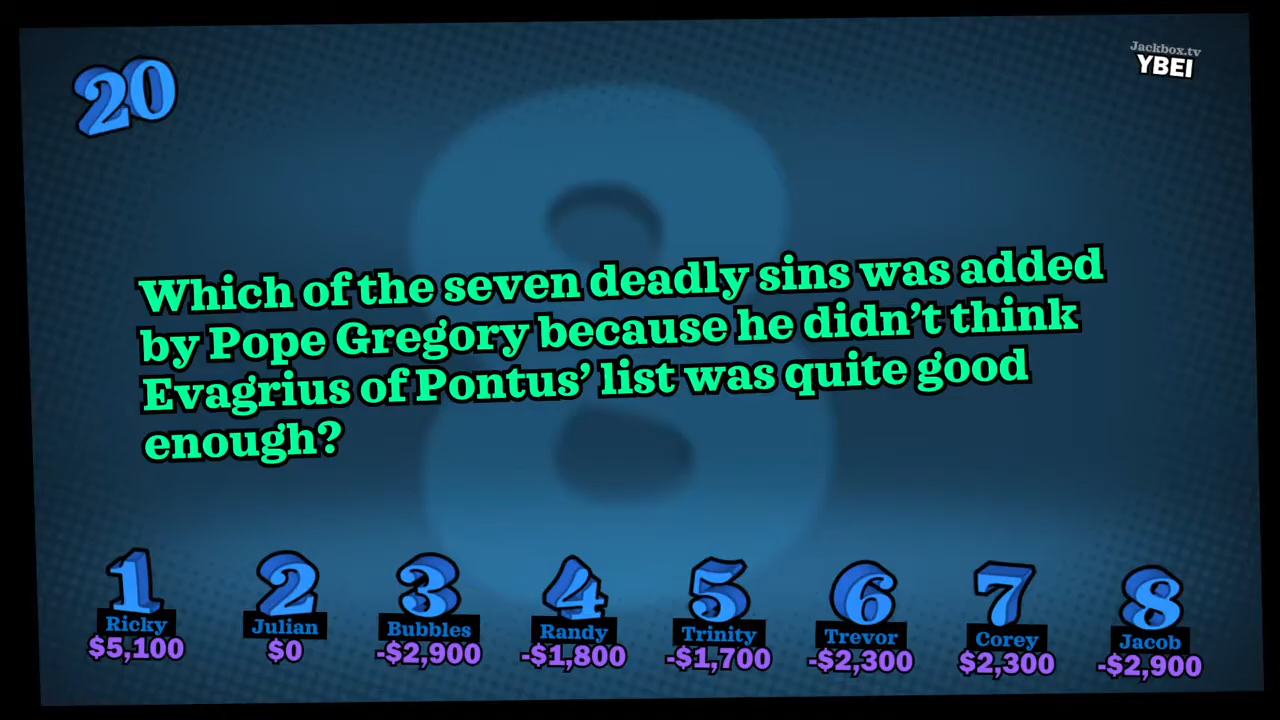 20
Jackbox.tv
YBEI
Which of the seven deadly sins was added
by Pope Gregory because he didn't think
Evagrius of Pontus' list was quite good
enough?
8
1 2 3 4 5 6 7 8
Ricky Julian Bubbles Randy Trinity Trevor Corey Jacob
$5,100 $0 -$2,900 -$1,800 -$1,700 -$2,300 $2,300 -$2,900